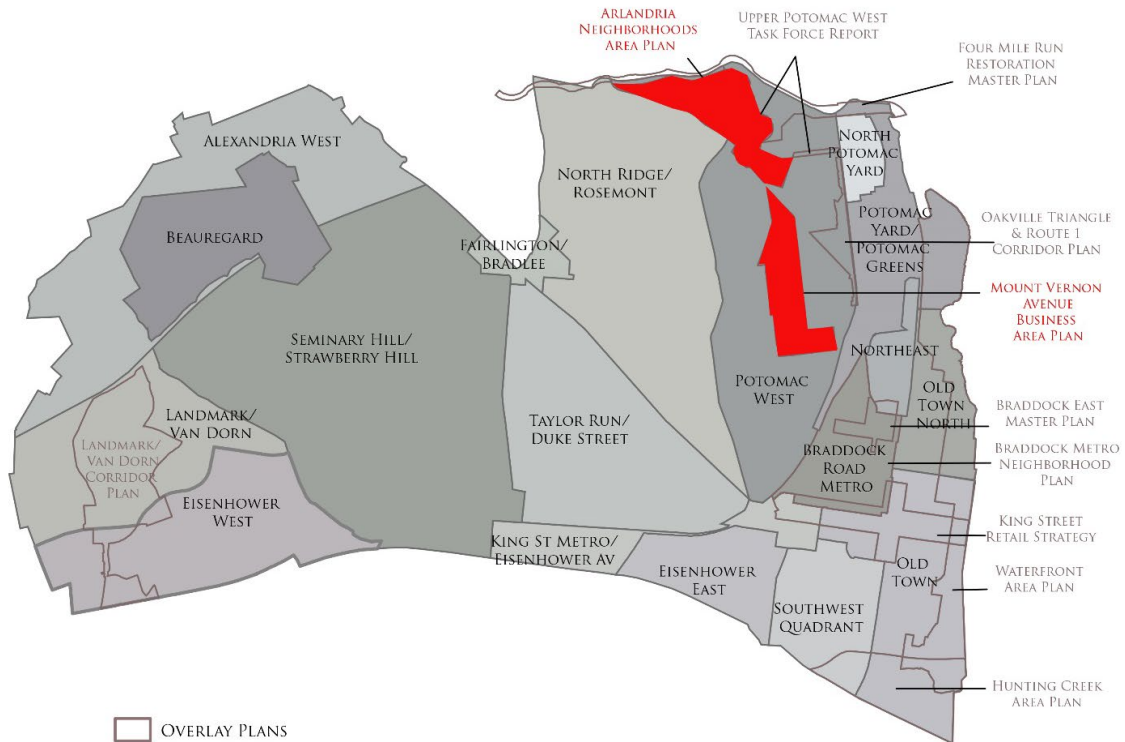 Arlandria
Neighborhoods
Area Plan
Upper Potomac West
Task Force Report
Four Mile Run
Restoration
Master Plan
Alexandria West
North
Potomac
Yard
North Ridge/
Rosemont
Beauregard
Potomac
Yard/
Potomac
Greens
Oakville Triangle
& Route 1
Corridor Plan
Fairlington/
Bradlee
Mount Vernon
Avenue
Business
Area Plan
Seminary Hill/
Strawberry Hill
Northeast
Potomac
West
Old
Town
North
Landmark/
Van Dorn
Taylor Run/
Duke Street
Braddock East
Master Plan
Landmark/
Van Dorn
Corridor
Plan
Braddock
Road
Metro
Braddock Metro
Neighborhood
Plan
Eisenhower
West
King Street
Retail Strategy
King St Metro/
Eisenhower Av
Eisenhower
East
Old
Town
Waterfront
Area Plan
Southwest
Quadrant
Hunting Creek
Area Plan
Overlay Plans